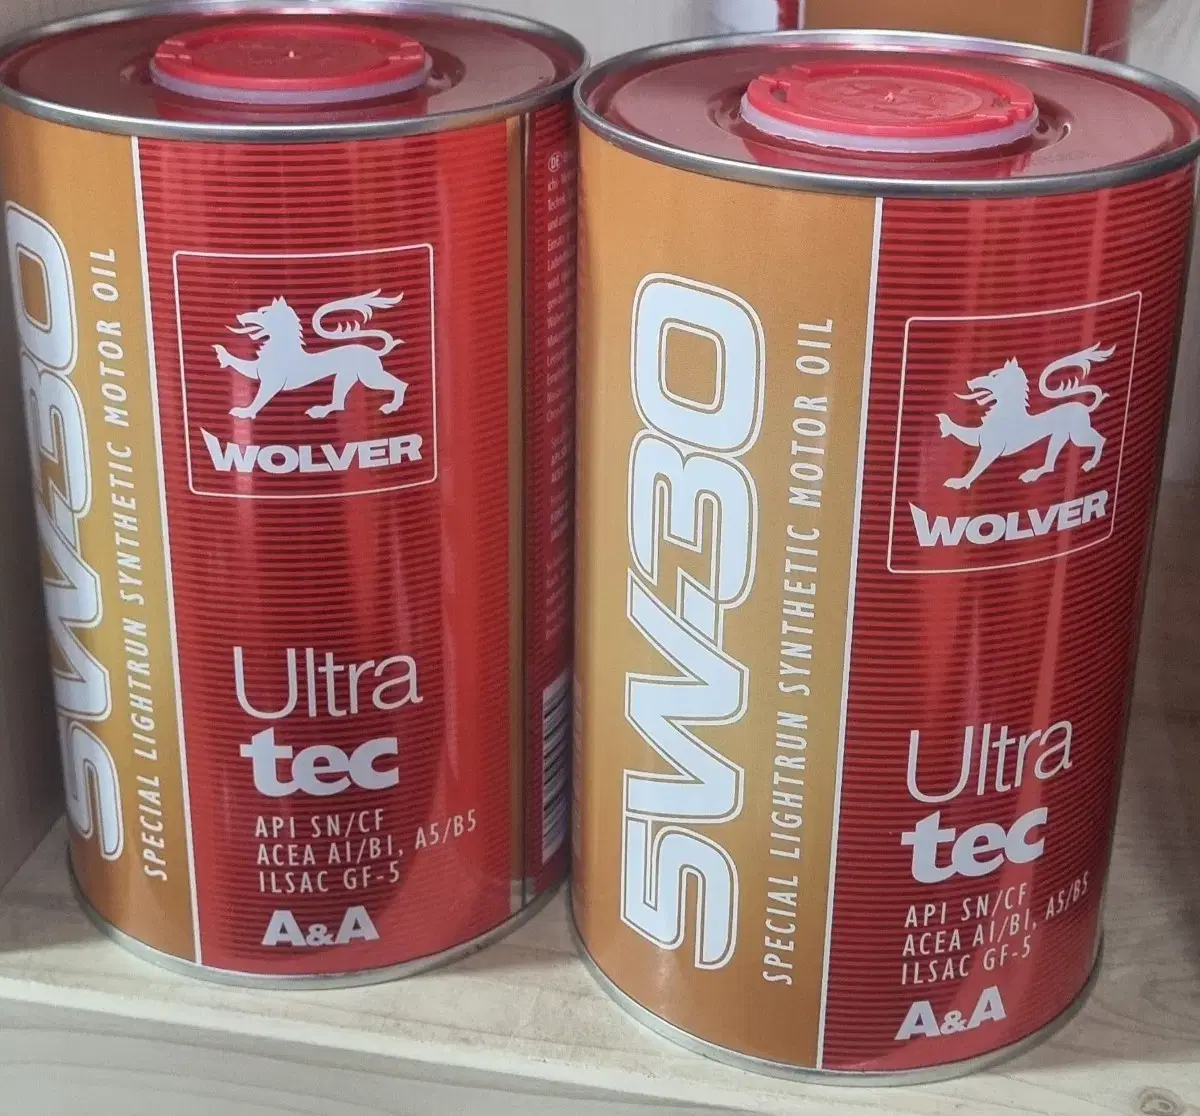 5W-30
SPECIAL LIGHTRUN SYNTHETIC MOTOR OIL
WOLVER
Ultra
tec
API SN/CF
ACEA A1/B1, A5/B5
ILSAC GF-5
A&A
DE
5W-30
SPECIAL LIGHTRUN SYNTHETIC MOTOR OIL
WOLVER
Ultra
tec
API SN/CF
ACEA A1/B1, A5/B5
ILSAC GF-5
A&A